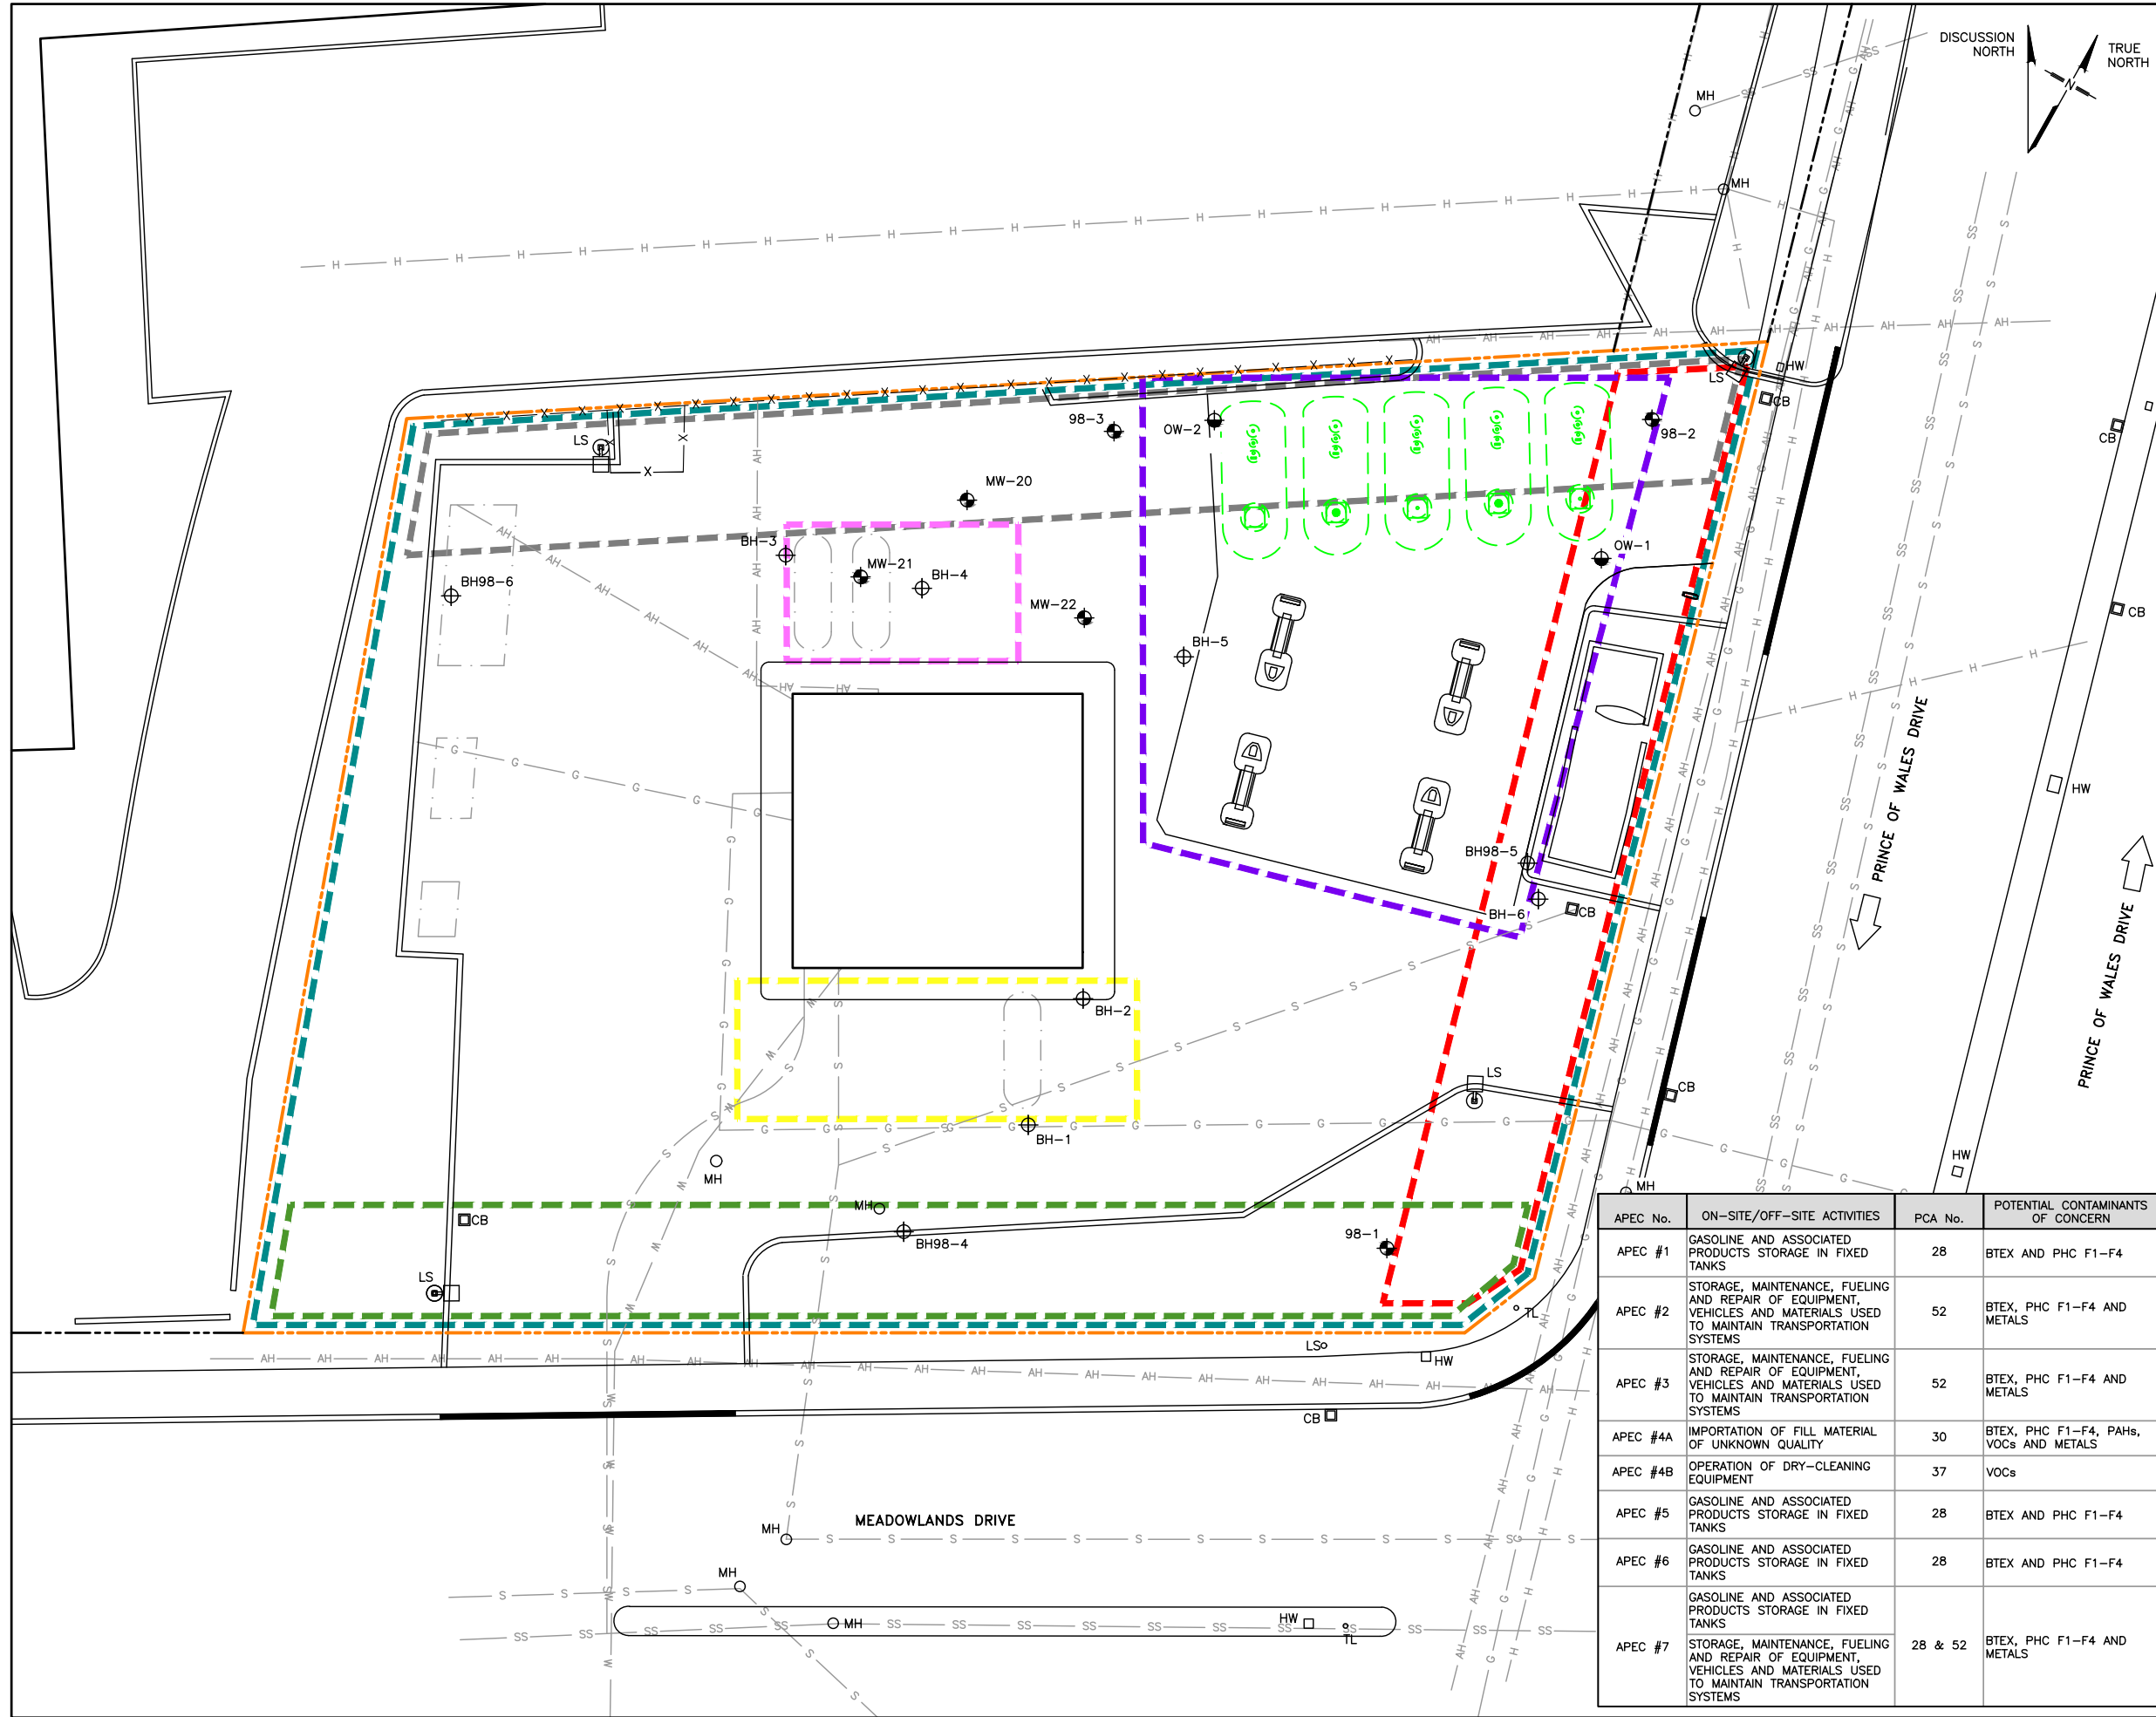 DISCUSSION
NORTH
TRUE
NORTH
N
MH
MH
HW
LS
CB
CB
98-3
OW-2
98-2
LS
MW-20
BH-3
MW-21
BH-4
OW-1
BH98-6
MW-22
CB
BH-5
PRINCE OF WALES DRIVE
HW
BH98-5
BH-6
CB
PRINCE OF WALES DRIVE
BH-2
LS
CB
BH-1
HW
MH
MH
MH
CB
BH98-4
98-1
LS
TL
LS
HW
CB
MEADOWLANDS DRIVE
MH
MH
MH
HW
TL
APEC No.
ON-SITE/OFF-SITE ACTIVITIES
PCA No.
POTENTIAL CONTAMINANTS
OF CONCERN
APEC #1
GASOLINE AND ASSOCIATED
PRODUCTS STORAGE IN FIXED
TANKS
28
BTEX AND PHC F1-F4
APEC #2
STORAGE, MAINTENANCE, FUELING
AND REPAIR OF EQUIPMENT,
VEHICLES AND MATERIALS USED
TO MAINTAIN TRANSPORTATION
SYSTEMS
52
BTEX, PHC F1-F4 AND
METALS
APEC #3
STORAGE, MAINTENANCE, FUELING
AND REPAIR OF EQUIPMENT,
VEHICLES AND MATERIALS USED
TO MAINTAIN TRANSPORTATION
SYSTEMS
52
BTEX, PHC F1-F4 AND
METALS
APEC #4A
IMPORTATION OF FILL MATERIAL
OF UNKNOWN QUALITY
30
BTEX, PHC F1-F4, PAHs,
VOCs AND METALS
APEC #4B
OPERATION OF DRY-CLEANING
EQUIPMENT
37
VOCs
APEC #5
GASOLINE AND ASSOCIATED
PRODUCTS STORAGE IN FIXED
TANKS
28
BTEX AND PHC F1-F4
APEC #6
GASOLINE AND ASSOCIATED
PRODUCTS STORAGE IN FIXED
TANKS
28
BTEX AND PHC F1-F4
APEC #7
GASOLINE AND ASSOCIATED
PRODUCTS STORAGE IN FIXED
TANKS
STORAGE, MAINTENANCE, FUELING
AND REPAIR OF EQUIPMENT,
VEHICLES AND MATERIALS USED
TO MAINTAIN TRANSPORTATION
SYSTEMS
28 & 52
BTEX, PHC F1-F4 AND
METALS